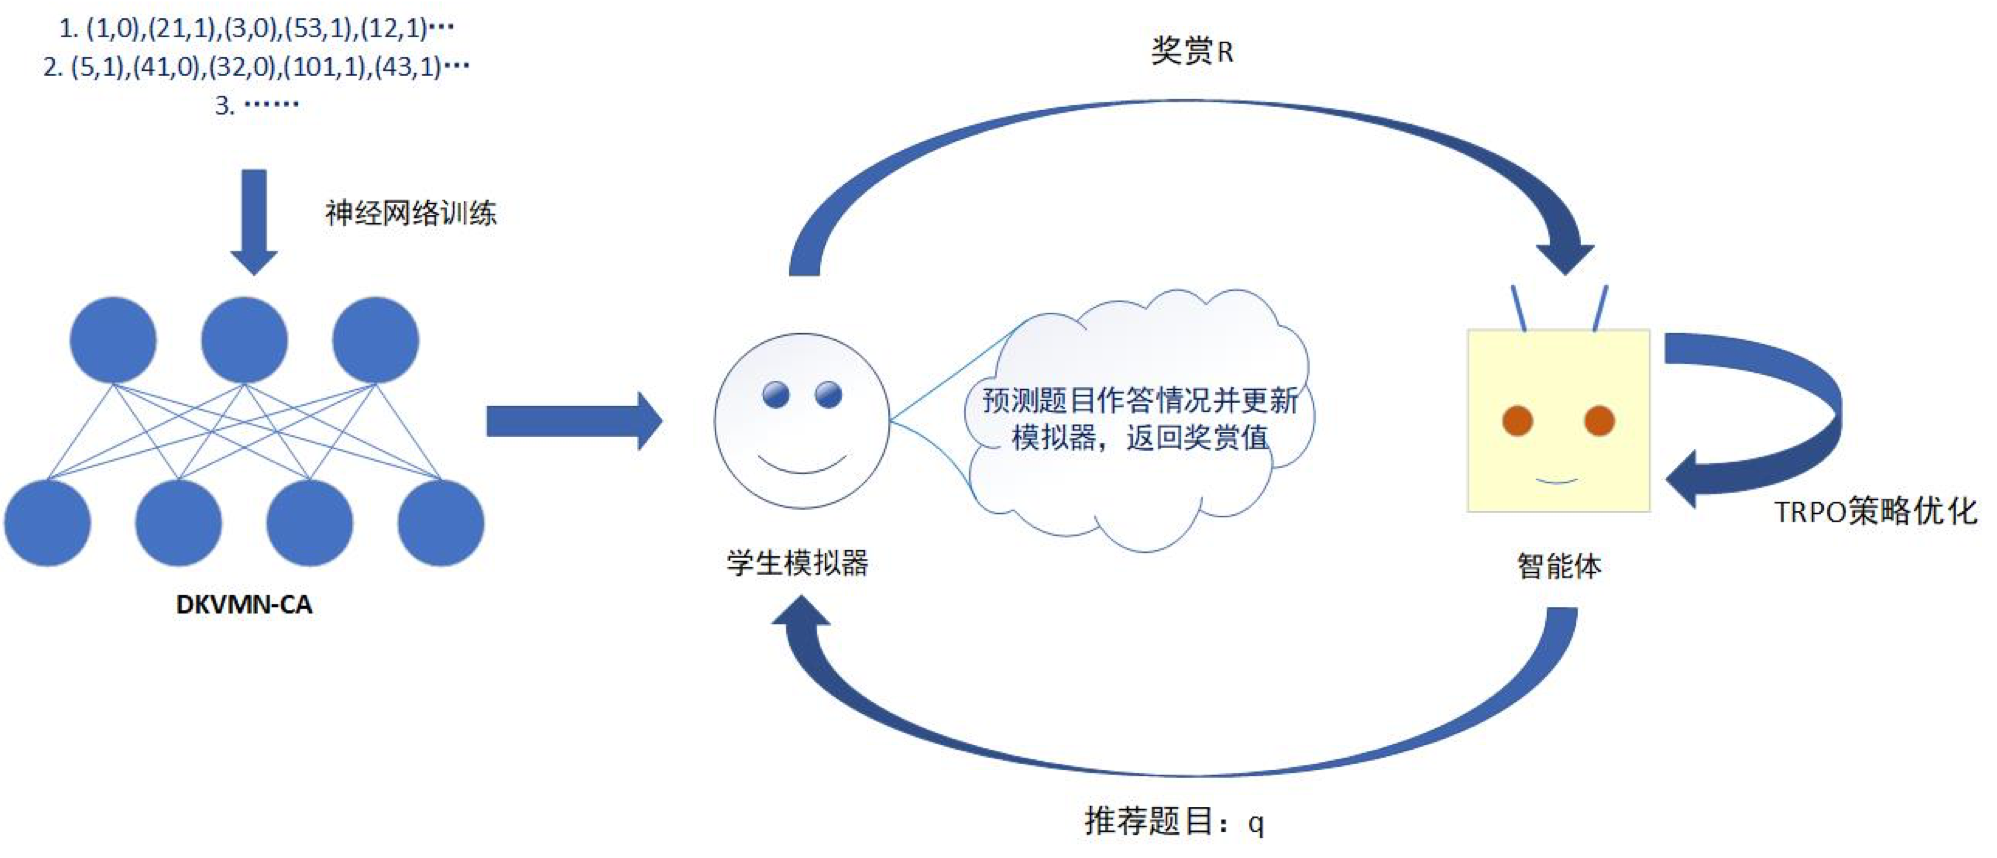 1. (1,0),(21,1),(3,0),(53,1),(12,1)⋯
2. (5,1),(41,0),(32,0),(101,1),(43,1)⋯
3. ⋯⋯
神经网络训练
DKVMN-CA
奖赏R
预测题目作答情况并更新
模拟器，返回奖赏值
学生模拟器
智能体
TRPO策略优化
推荐题目：q